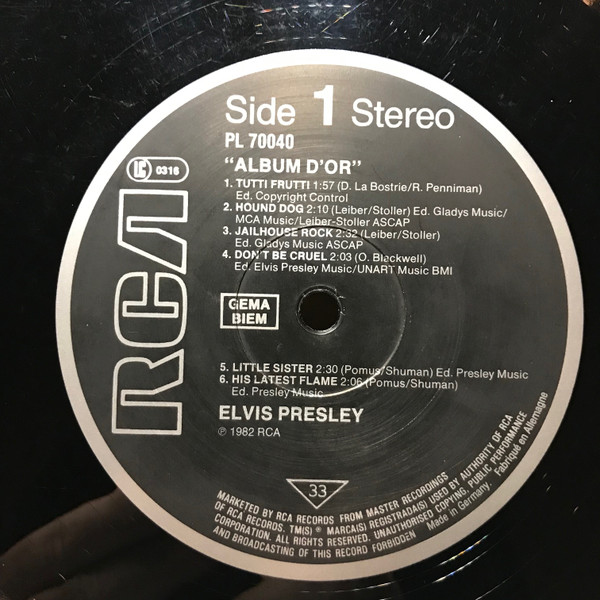 Side 1 Stereo
PL 70040
"ALBUM D'OR"
LC 0316
1. TUTTI FRUTTI 1:57 (D. La Bostrie/R. Penniman)
Ed. Copyright Control
2. HOUND DOG 2:10 (Leiber/Stoller) Ed. Gladys Music/
MCA Music/Leiber-Stoller ASCAP
3. JAILHOUSE ROCK 2:32 (Leiber/Stoller)
Ed. Gladys Music ASCAP
4. DON'T BE CRUEL 2:03 (O. Blackwell)
Ed. Elvis Presley Music/UNART Music BMI
RCA
GEMA
BIEM
5. LITTLE SISTER 2:30 (Pomus/Shuman) Ed. Presley Music
6. HIS LATEST FLAME 2:06 (Pomus/Shuman)
Ed. Presley Music
ELVIS PRESLEY
℗ 1982 RCA
33
MARKETED BY RCA RECORDS FROM MASTER RECORDINGS
OF RCA RECORDS. TM(S) ® MARCA(S) REGISTRADA(S) USED BY AUTHORITY OF RCA
CORPORATION. ALL RIGHTS RESERVED. UNAUTHORISED COPYING, PUBLIC PERFORMANCE
AND BROADCASTING OF THIS RECORD FORBIDDEN Made in Germany. Fabriqué en Allemagne